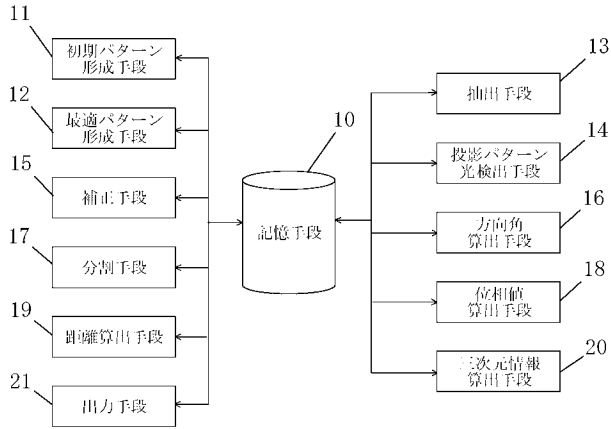 11
初期パターン
形成手段
12
最適パターン
形成手段
15
補正手段
17
分割手段
19
距離算出手段
21
出力手段
10
記憶手段
13
抽出手段
14
投影パターン
光検出手段
16
方向角
算出手段
18
位相値
算出手段
20
三次元情報
算出手段